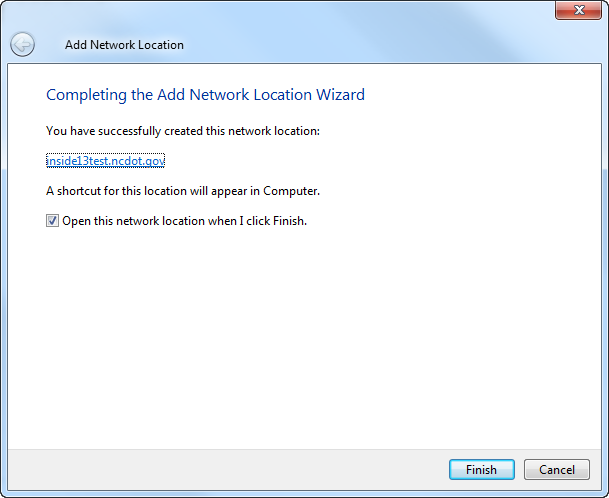 Add Network Location
Completing the Add Network Location Wizard
You have successfully created this network location:
inside13test.ncdot.gov
A shortcut for this location will appear in Computer.
Open this network location when I click Finish.
Finish Cancel